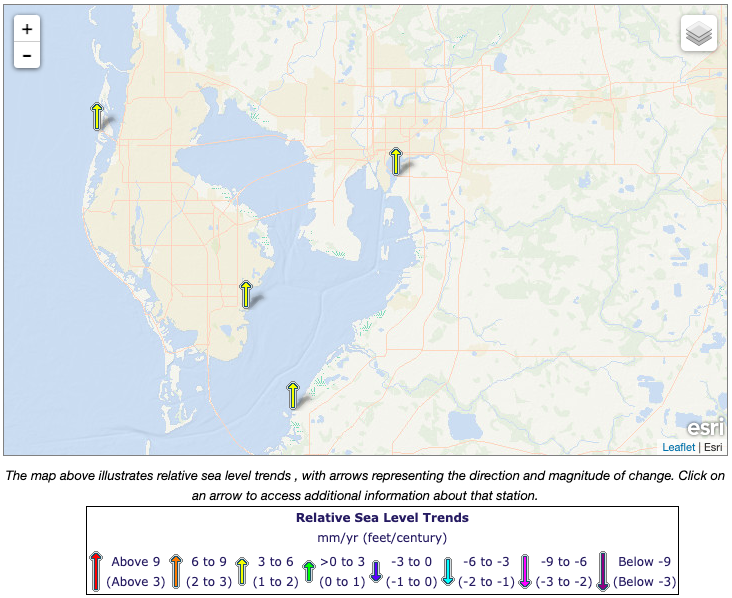 +
-
esri
Leaflet | Esri
The map above illustrates relative sea level trends , with arrows representing the direction and magnitude of change. Click on
an arrow to access additional information about that station.
Relative Sea Level Trends
mm/yr (feet/century)
Above 9 6 to 9 3 to 6 >0 to 3 -3 to 0 -6 to -3 -9 to -6 Below -9
(Above 3) (2 to 3) (1 to 2) (0 to 1) (-1 to 0) (-2 to -1) (-3 to -2) (Below -3)